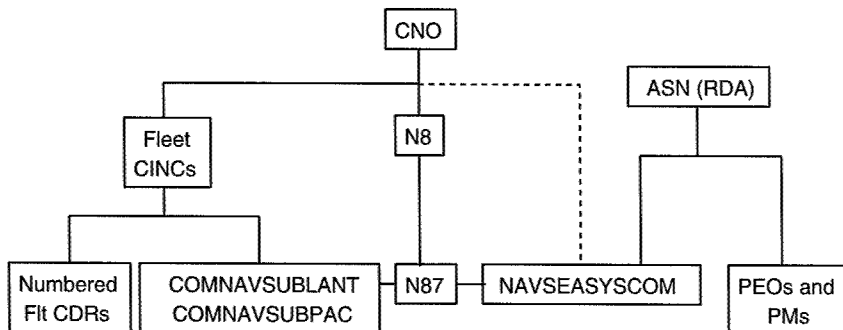 CNO
ASN (RDA)
Fleet
CINCs
N8
Numbered
Flt CDRs
COMNAVSUBLANT
COMNAVSUBPAC
N87
NAVSEASYSCOM
PEOs and
PMs